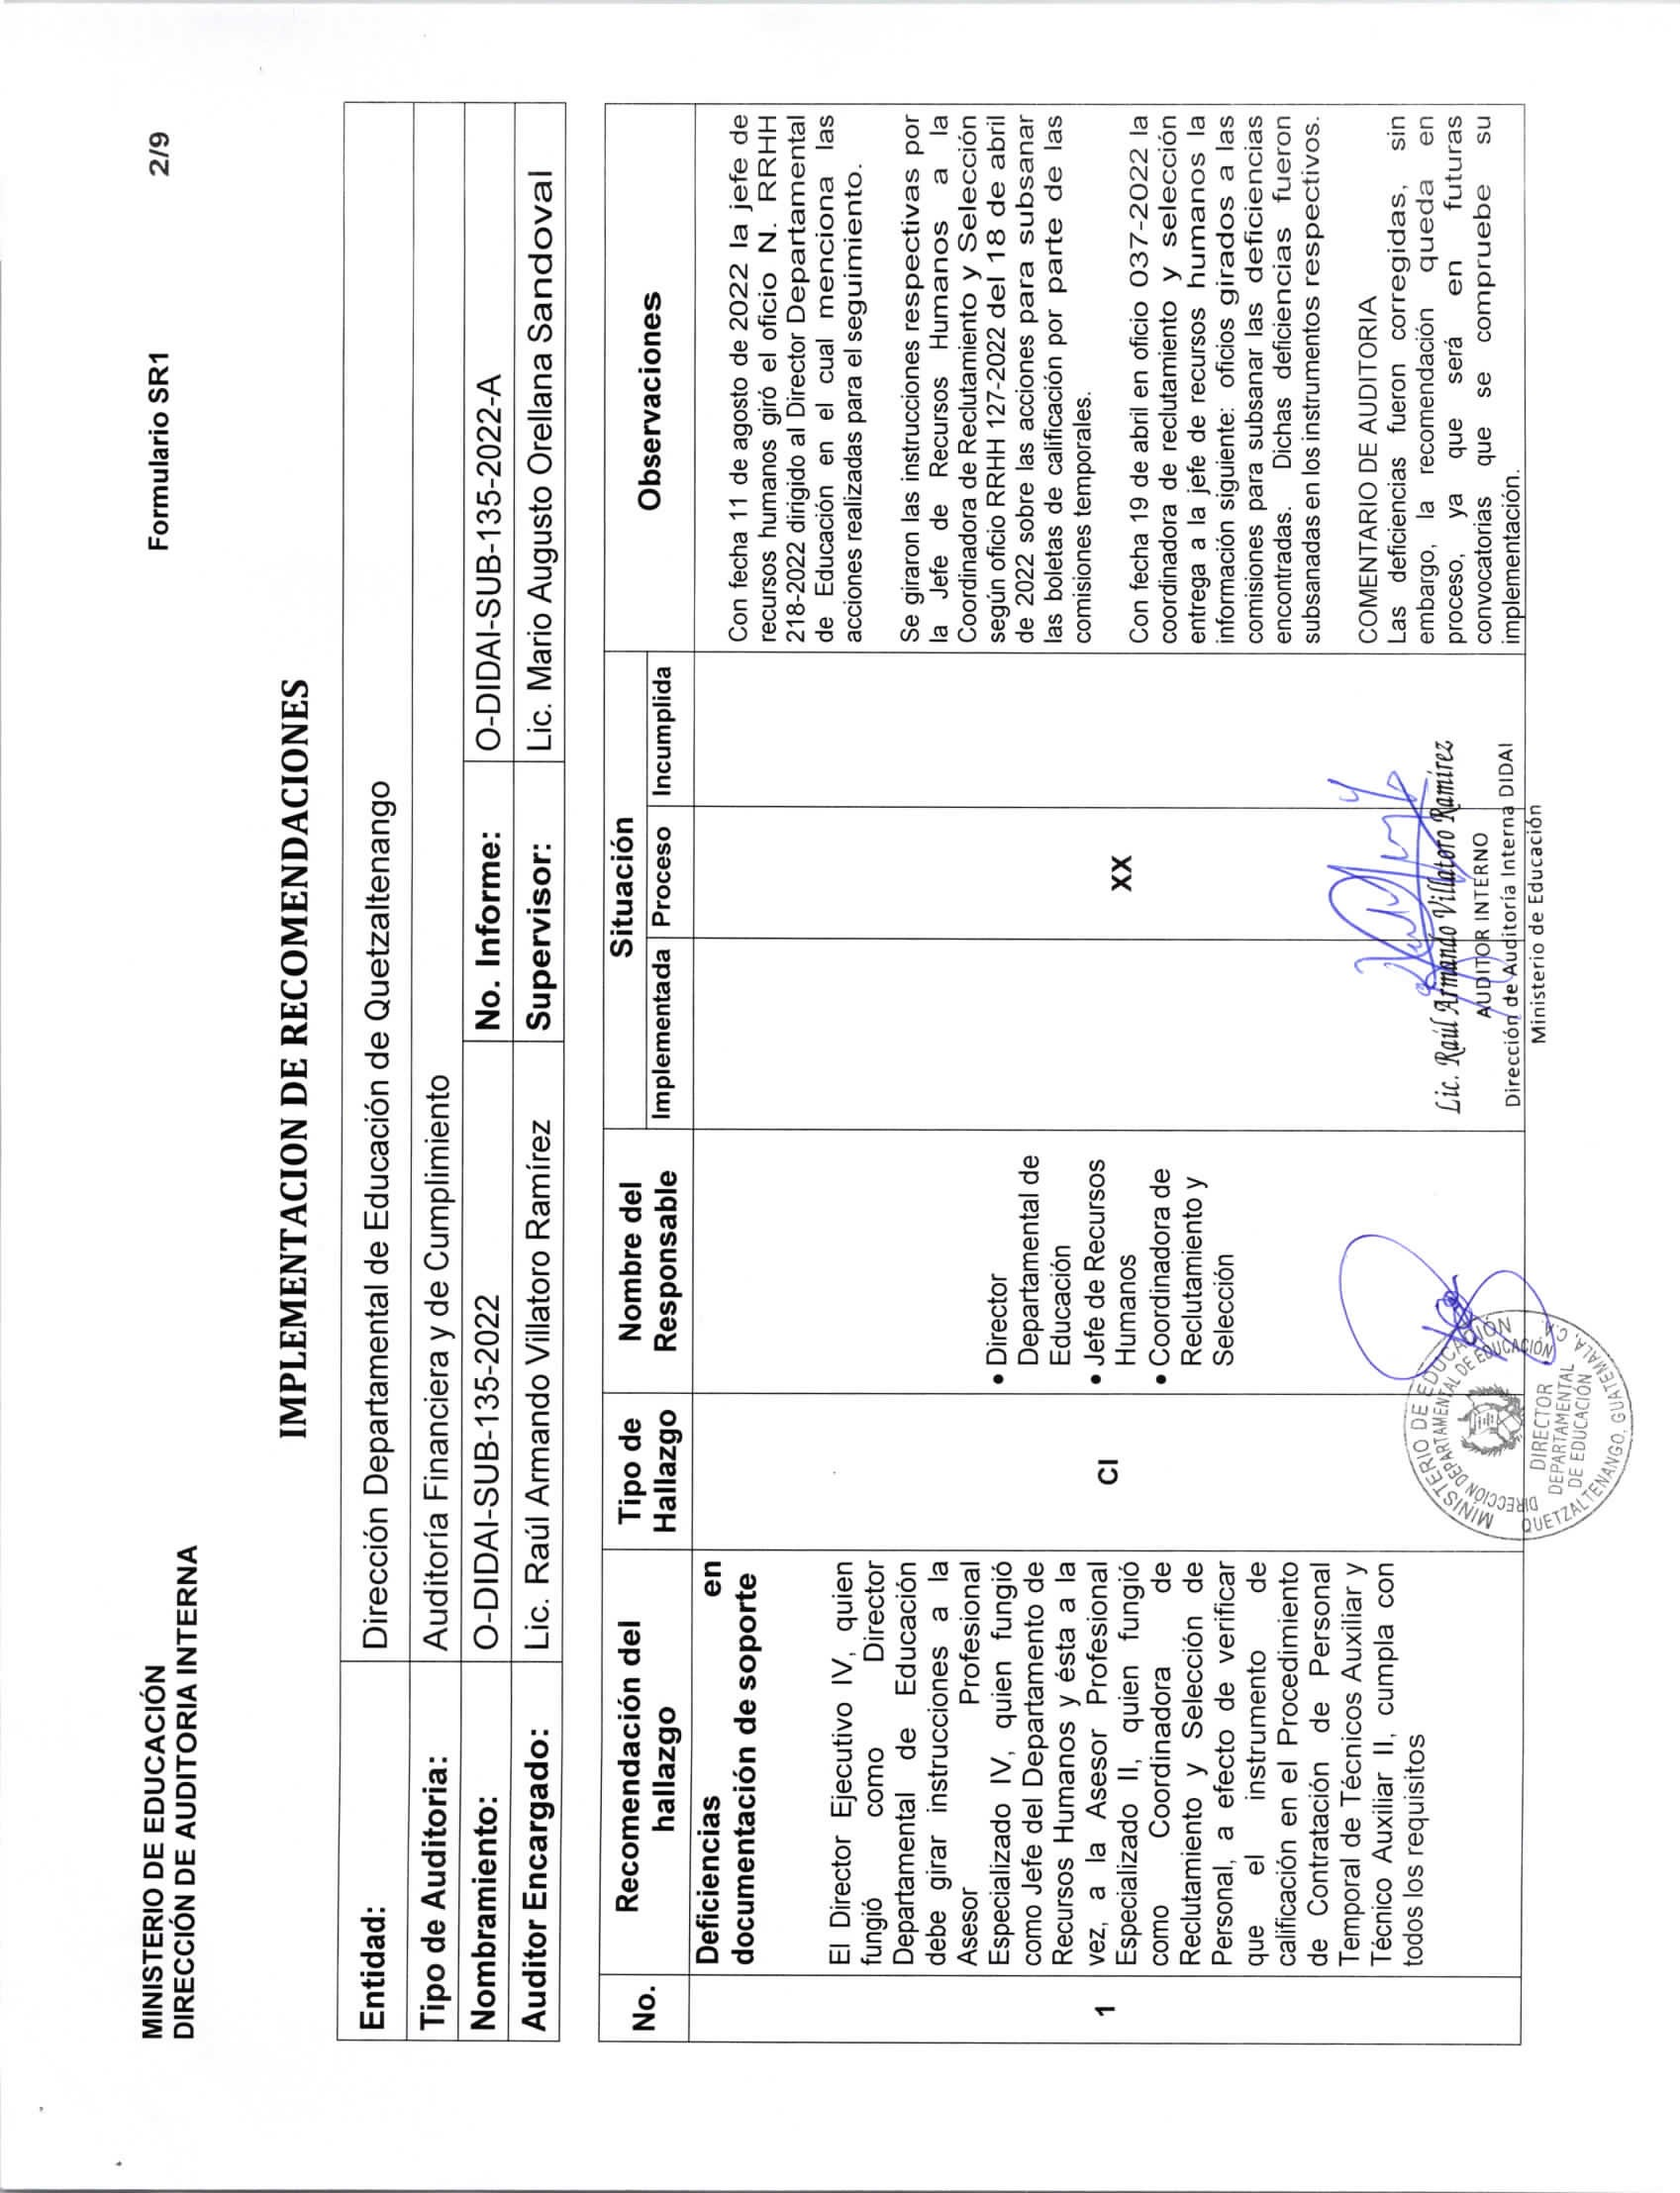 MINISTERIO DE EDUCACIÓN
DIRECCIÓN DE AUDITORIA INTERNA
Formulario SR1 2/9
IMPLEMENTACION DE RECOMENDACIONES
Entidad: Dirección Departamental de Educación de Quetzaltenango
Tipo de Auditoria: Auditoría Financiera y de Cumplimiento
Nombramiento: O-DIDAI-SUB-135-2022 No. Informe: O-DIDAI-SUB-135-2022-A
Auditor Encargado: Lic. Raúl Armando Villatoro Ramírez Supervisor: Lic. Mario Augusto Orellana Sandoval
No.
Recomendación del
hallazgo
Tipo de
Hallazgo
Nombre del
Responsable
Situación
Implementada Proceso Incumplida
Observaciones
1
Deficiencias en
documentación de soporte
El Director Ejecutivo IV, quien
fungió como Director
Departamental de Educación
debe girar instrucciones a la
Asesor Profesional
Especializado IV, quien fungió
como Jefe del Departamento de
Recursos Humanos y ésta a la
vez, a la Asesor Profesional
Especializado II, quien fungió
como Coordinadora de
Reclutamiento y Selección de
Personal, a efecto de verificar
que el instrumento de
calificación en el Procedimiento
de Contratación de Personal
Temporal de Técnicos Auxiliar y
Técnico Auxiliar II, cumpla con
todos los requisitos
CI
• Director
Departamental de
Educación
• Jefe de Recursos
Humanos
• Coordinadora de
Reclutamiento y
Selección
XX
Con fecha 11 de agosto de 2022 la jefe de
recursos humanos giró el oficio N. RRHH
218-2022 dirigido al Director Departamental
de Educación en el cual menciona las
acciones realizadas para el seguimiento.
Se giraron las instrucciones respectivas por
la Jefe de Recursos Humanos a la
Coordinadora de Reclutamiento y Selección
según oficio RRHH 127-2022 del 18 de abril
de 2022 sobre las acciones para subsanar
las boletas de calificación por parte de las
comisiones temporales.
Con fecha 19 de abril en oficio 037-2022 la
coordinadora de reclutamiento y selección
entrega a la jefe de recursos humanos la
información siguiente: oficios girados a las
comisiones para subsanar las deficiencias
encontradas. Dichas deficiencias fueron
subsanadas en los instrumentos respectivos.
COMENTARIO DE AUDITORIA
Las deficiencias fueron corregidas, sin
embargo, la recomendación queda en
proceso, ya que será en futuras
convocatorias que se compruebe su
implementación.
Lic. Raúl Armando Villatoro Ramírez
AUDITOR INTERNO
Dirección de Auditoría Interna DIDAI
Ministerio de Educación
MINISTERIO DE EDUCACIÓN
DIRECCIÓN DEPARTAMENTAL DE EDUCACIÓN
DIRECTOR
DEPARTAMENTAL
DE EDUCACIÓN
QUETZALTENANGO, GUATEMALA, C.A.